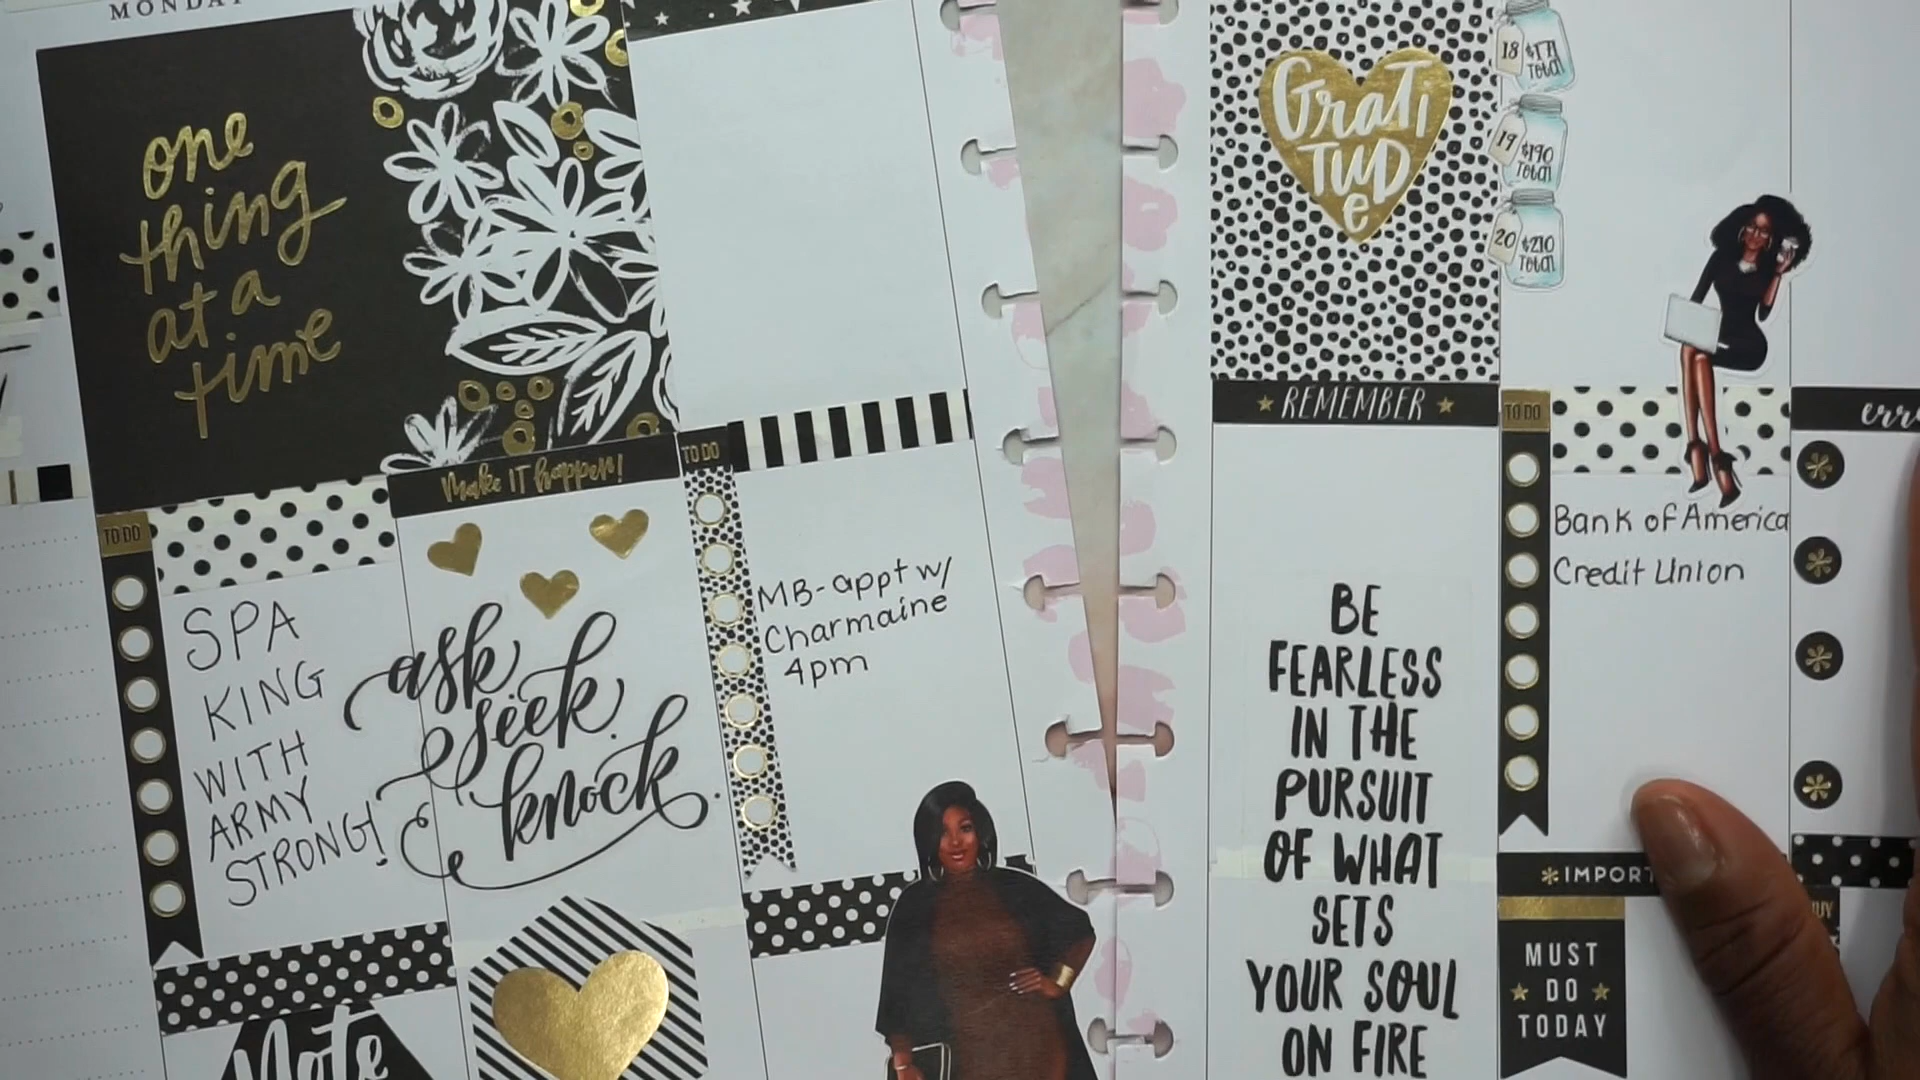 MONDAY
one
thing
at a
time
Make IT happen!
TO DO
SPA
KING
WITH
ARMY
STRONG!
ask,
seek,
& knock.
Note
TO DO
MB-appt w/
Charmaine
4pm
GraTi
TUD
e
★ REMEMBER ★
BE
FEARLESS
IN THE
PURSUIT
OF WHAT
SETS
YOUR SOUL
ON FIRE
18 $171
Total
19 $190
Total
20 $210
Total
TO DO
Bank of America
Credit Union
*IMPORT
MUST
★ DO ★
TODAY
err